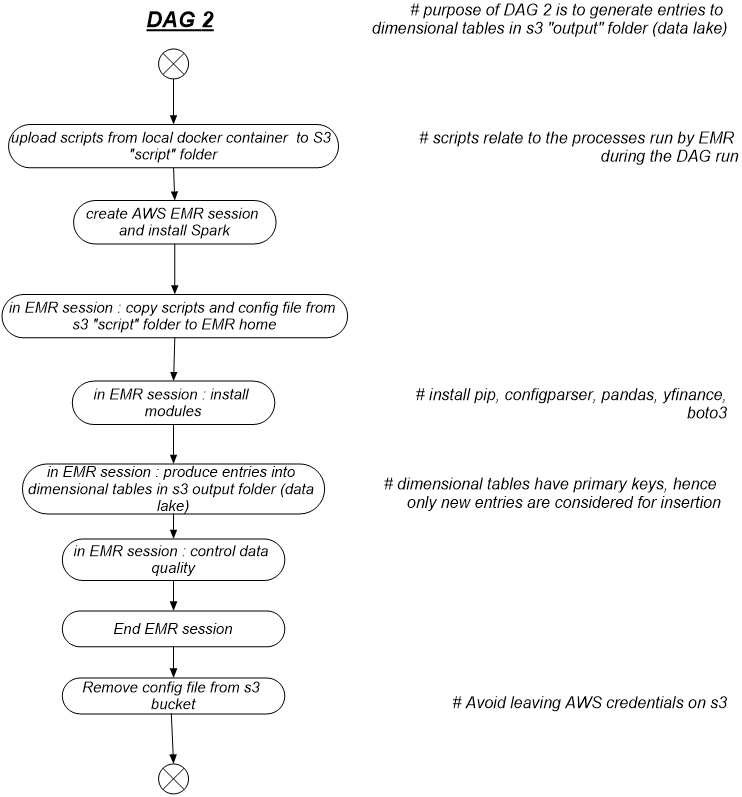 DAG 2
# purpose of DAG 2 is to generate entries to
dimensional tables in s3 "output" folder (data lake)
upload scripts from local docker container to S3
"script" folder
# scripts relate to the processes run by EMR
during the DAG run
create AWS EMR session
and install Spark
in EMR session : copy scripts and config file from
s3 "script" folder to EMR home
in EMR session : install
modules
# install pip, configparser, pandas, yfinance,
boto3
in EMR session : produce entries into
dimensional tables in s3 output folder (data
lake)
# dimensional tables have primary keys, hence
only new entries are considered for insertion
in EMR session : control data
quality
End EMR session
Remove config file from s3
bucket
# Avoid leaving AWS credentials on s3